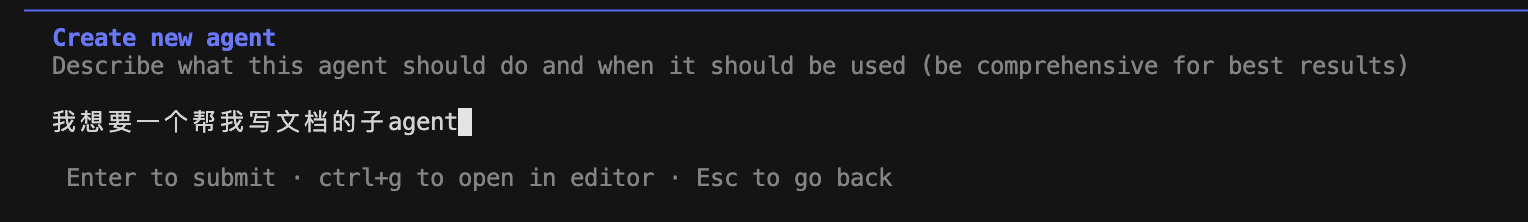 Create new agent
Describe what this agent should do and when it should be used (be comprehensive for best results)
我想要一个帮我写文档的子agent
Enter to submit · ctrl+g to open in editor · Esc to go back